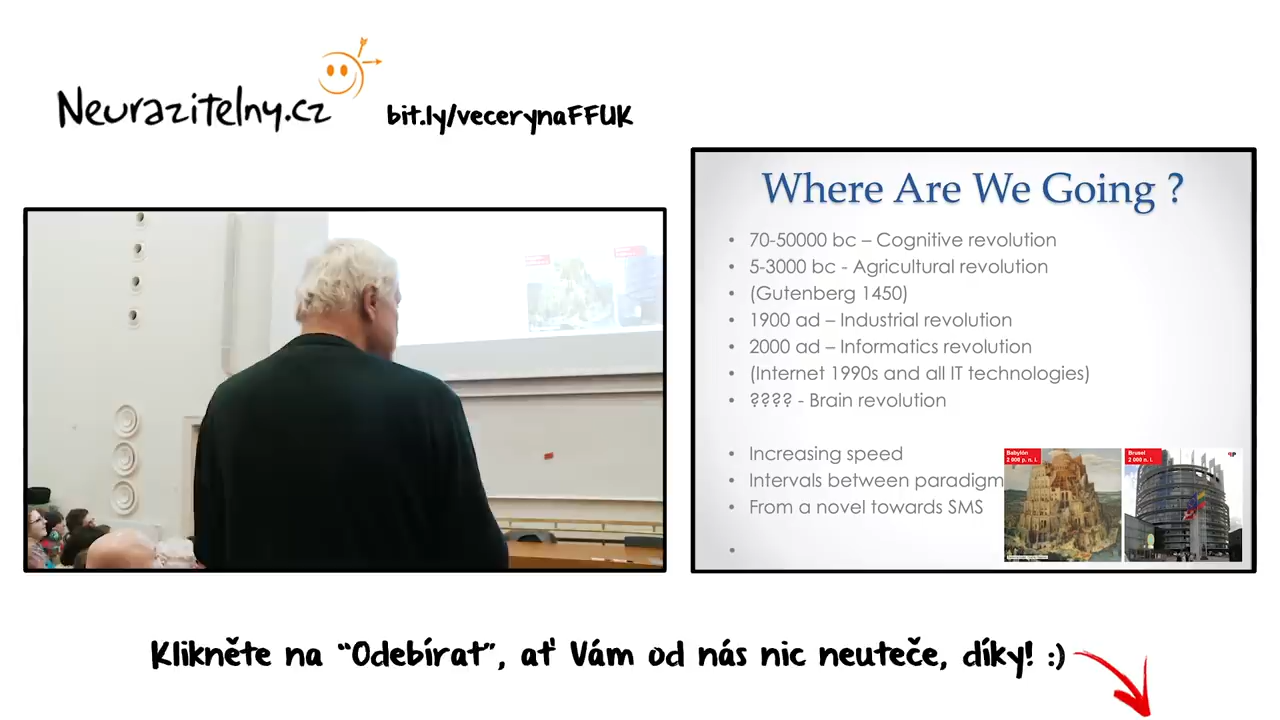 Neurazitelny.cz
bit.ly/vecerynaFFUK
Where Are We Going ?
• 70-50000 bc – Cognitive revolution
• 5-3000 bc - Agricultural revolution
• (Gutenberg 1450)
• 1900 ad – Industrial revolution
• 2000 ad – Informatics revolution
• (Internet 1990s and all IT technologies)
• ???? - Brain revolution
• Increasing speed
• Intervals between paradigm
• From a novel towards SMS
•
Babylón
2 000 p. n. l.
Brusel
2 000 n. l.
Klikněte na “Odebírat”, ať Vám od nás nic neuteče, díky! :)